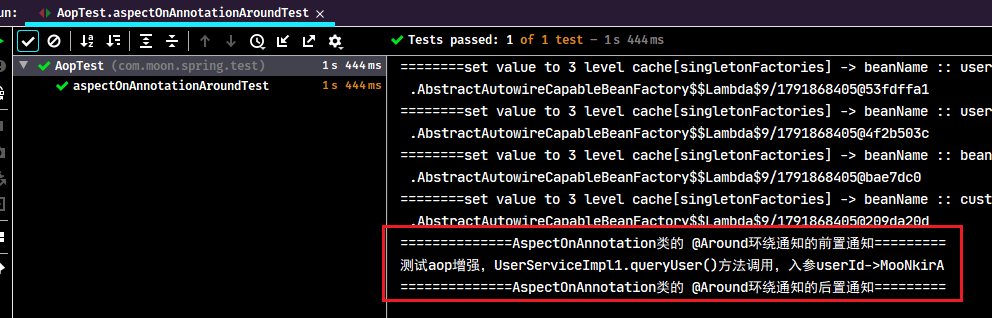 un: AopTest.aspectOnAnnotationAroundTest ×
Tests passed: 1 of 1 test – 1 s 444 ms
AopTest (com.moon.spring.test) 1 s 444 ms
aspectOnAnnotationAroundTest 1 s 444 ms
========set value to 3 level cache[singletonFactories] -> beanName :: user
.AbstractAutowireCapableBeanFactory$$Lambda$9/1791868405@53fdffa1
========set value to 3 level cache[singletonFactories] -> beanName :: user
.AbstractAutowireCapableBeanFactory$$Lambda$9/1791868405@4f2b503c
========set value to 3 level cache[singletonFactories] -> beanName :: bean
.AbstractAutowireCapableBeanFactory$$Lambda$9/1791868405@bae7dc0
========set value to 3 level cache[singletonFactories] -> beanName :: cust
.AbstractAutowireCapableBeanFactory$$Lambda$9/1791868405@209da20d
==============AspectOnAnnotation类的 @Around环绕通知的前置通知=========
测试aop增强，UserServiceImpl1.queryUser()方法调用，入参userId->MooNkirA
==============AspectOnAnnotation类的 @Around环绕通知的后置通知=========